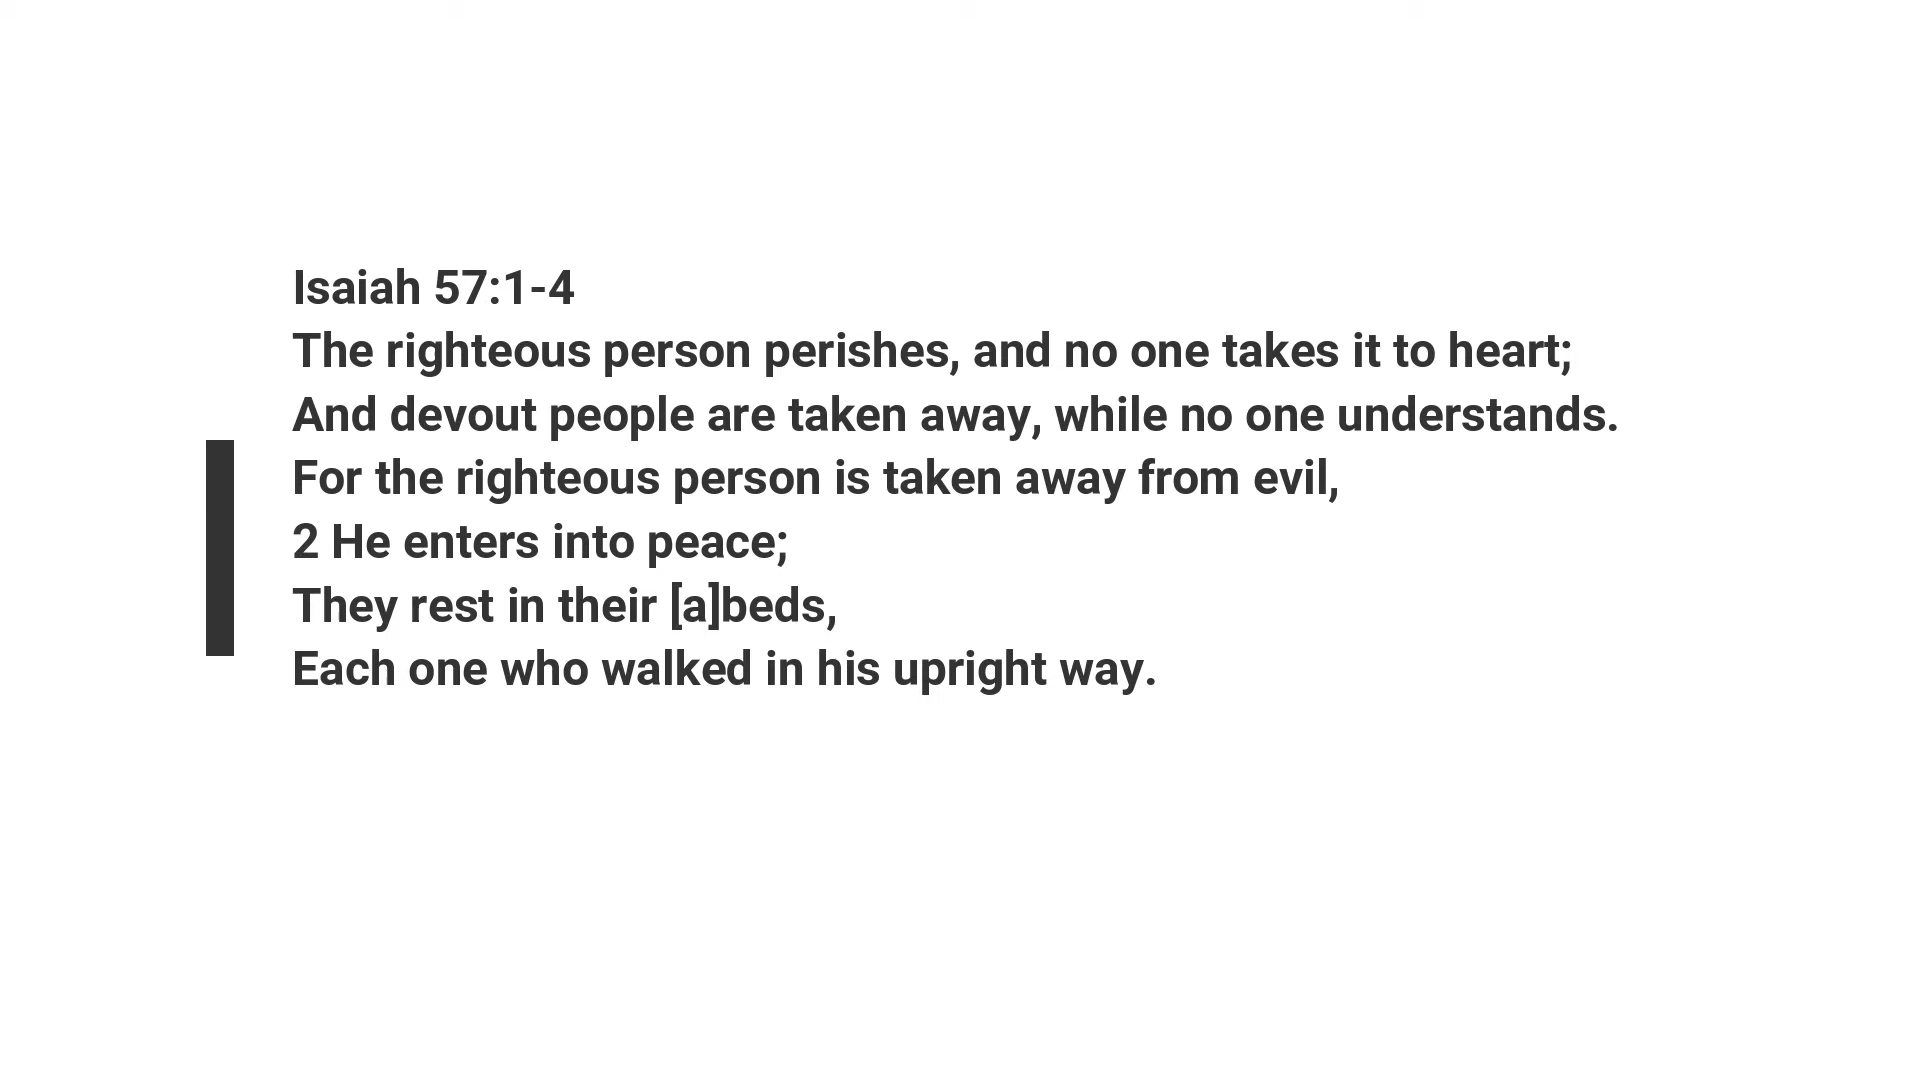 Isaiah 57:1-4
The righteous person perishes, and no one takes it to heart;
And devout people are taken away, while no one understands.
For the righteous person is taken away from evil,
2 He enters into peace;
They rest in their [a]beds,
Each one who walked in his upright way.